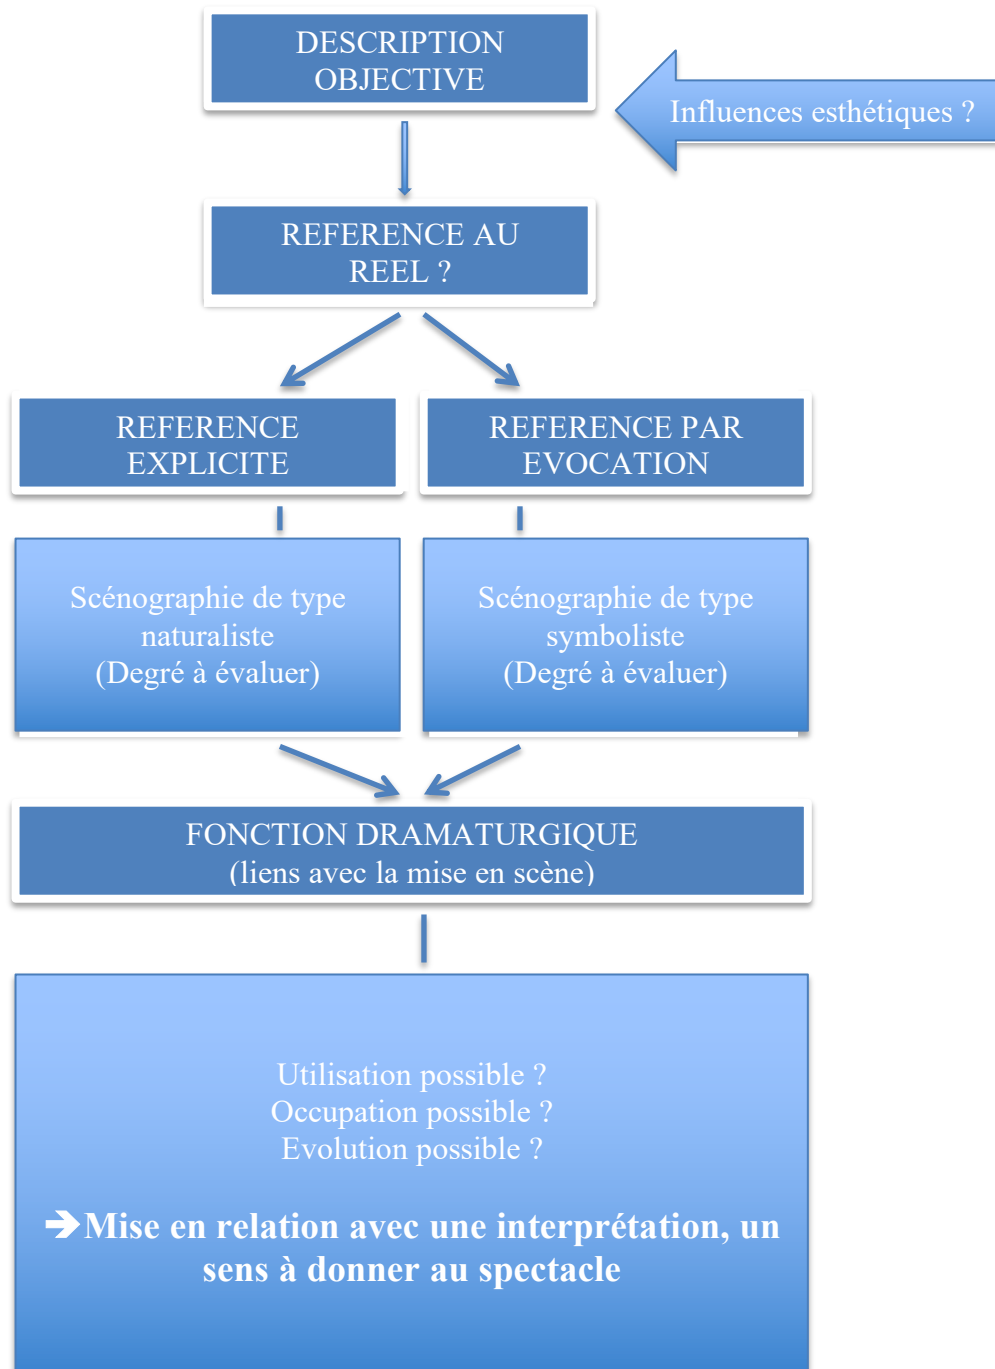 DESCRIPTION
OBJECTIVE
Influences esthétiques ?
REFERENCE AU
REEL ?
REFERENCE
EXPLICITE
REFERENCE PAR
EVOCATION
Scénographie de type
naturaliste
(Degré à évaluer)
Scénographie de type
symboliste
(Degré à évaluer)
FONCTION DRAMATURGIQUE
(liens avec la mise en scène)
Utilisation possible ?
Occupation possible ?
Evolution possible ?
➔Mise en relation avec une interprétation, un
sens à donner au spectacle